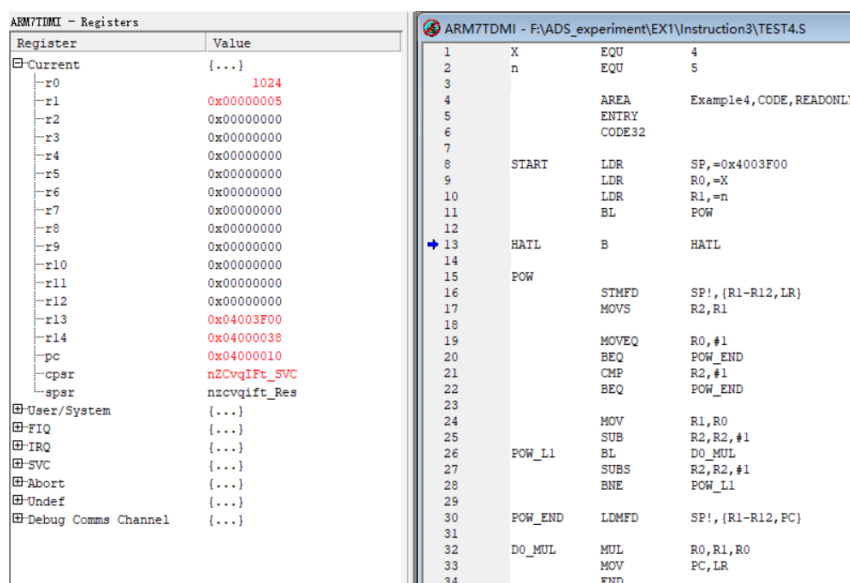 ARM7TDMI - Registers
Register Value
Current {...}
r0 1024
r1 0x00000005
r2 0x00000000
r3 0x00000000
r4 0x00000000
r5 0x00000000
r6 0x00000000
r7 0x00000000
r8 0x00000000
r9 0x00000000
r10 0x00000000
r11 0x00000000
r12 0x00000000
r13 0x04003F00
r14 0x04000038
pc 0x04000010
cpsr nZCvqIFt_SVC
spsr nzcvqift_Res
User/System {...}
FIQ {...}
IRQ {...}
SVC {...}
Abort {...}
Undef {...}
Debug Comms Channel {...}
ARM7TDMI - F:\ADS_experiment\EX1\Instruction3\TEST4.S
1 X EQU 4
2 n EQU 5
3
4 AREA Example4,CODE,READONLY
5 ENTRY
6 CODE32
7
8 START LDR SP,=0x4003F00
9 LDR R0,=X
10 LDR R1,=n
11 BL POW
12
13 HATL B HATL
14
15 POW
16 STMFD SP!,{R1-R12,LR}
17 MOVS R2,R1
18
19 MOVEQ R0,#1
20 BEQ POW_END
21 CMP R2,#1
22 BEQ POW_END
23
24 MOV R1,R0
25 SUB R2,R2,#1
26 POW_L1 BL DO_MUL
27 SUBS R2,R2,#1
28 BNE POW_L1
29
30 POW_END LDMFD SP!,{R1-R12,PC}
31
32 DO_MUL MUL R0,R1,R0
33 MOV PC,LR
34 END